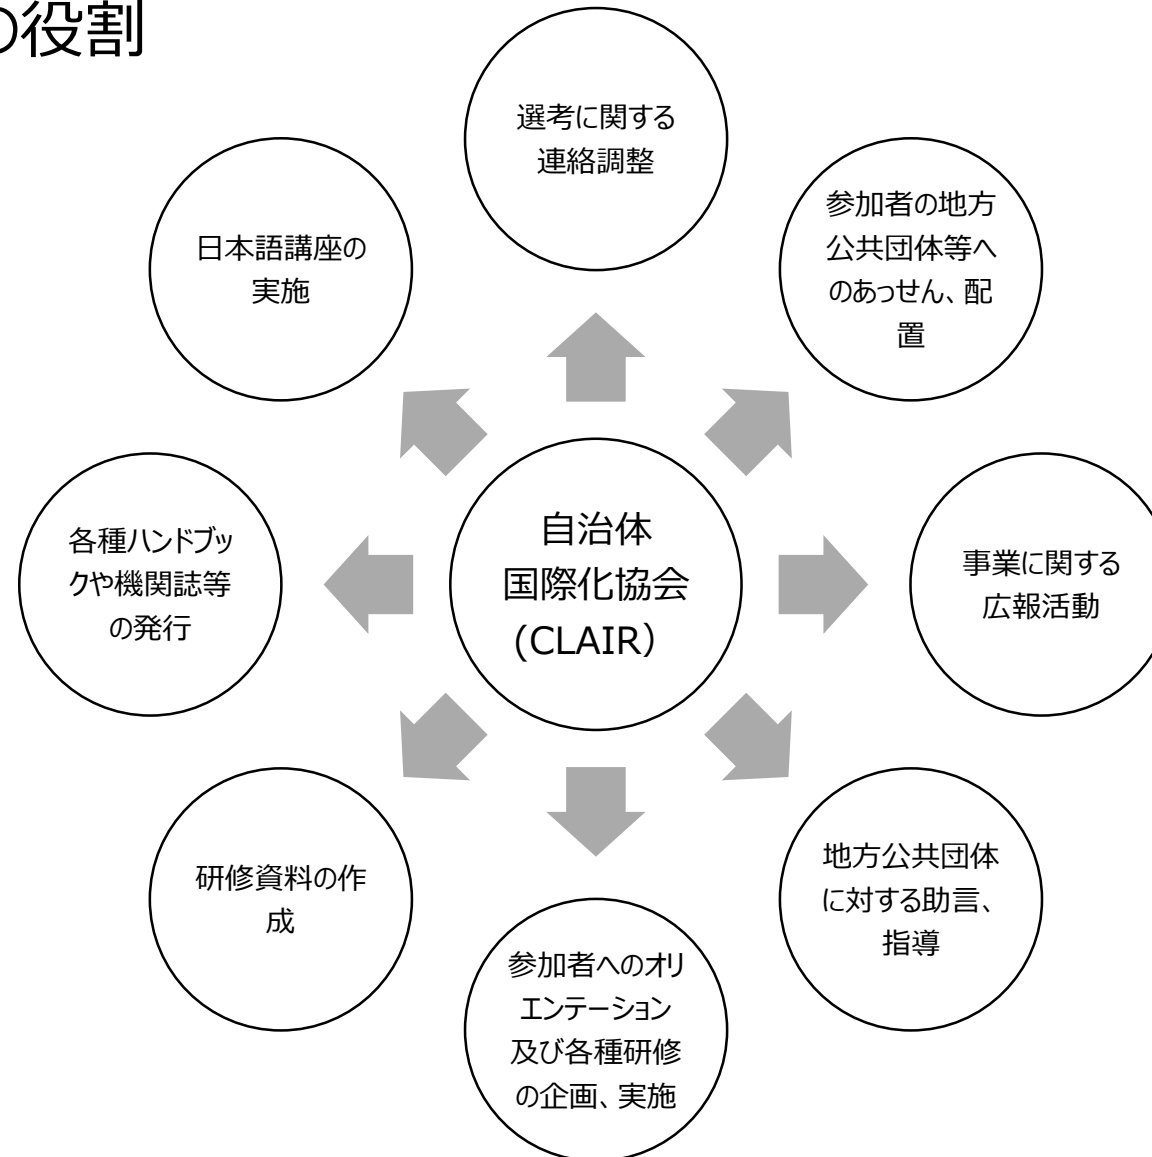 の役割
選考に関する
連絡調整
参加者の地方
公共団体等へ
のあっせん、配
置
事業に関する
広報活動
地方公共団体
に対する助言、
指導
参加者へのオリ
エンテーション
及び各種研修
の企画、実施
研修資料の作
成
各種ハンドブッ
クや機関誌等
の発行
日本語講座の
実施
自治体
国際化協会
(CLAIR）